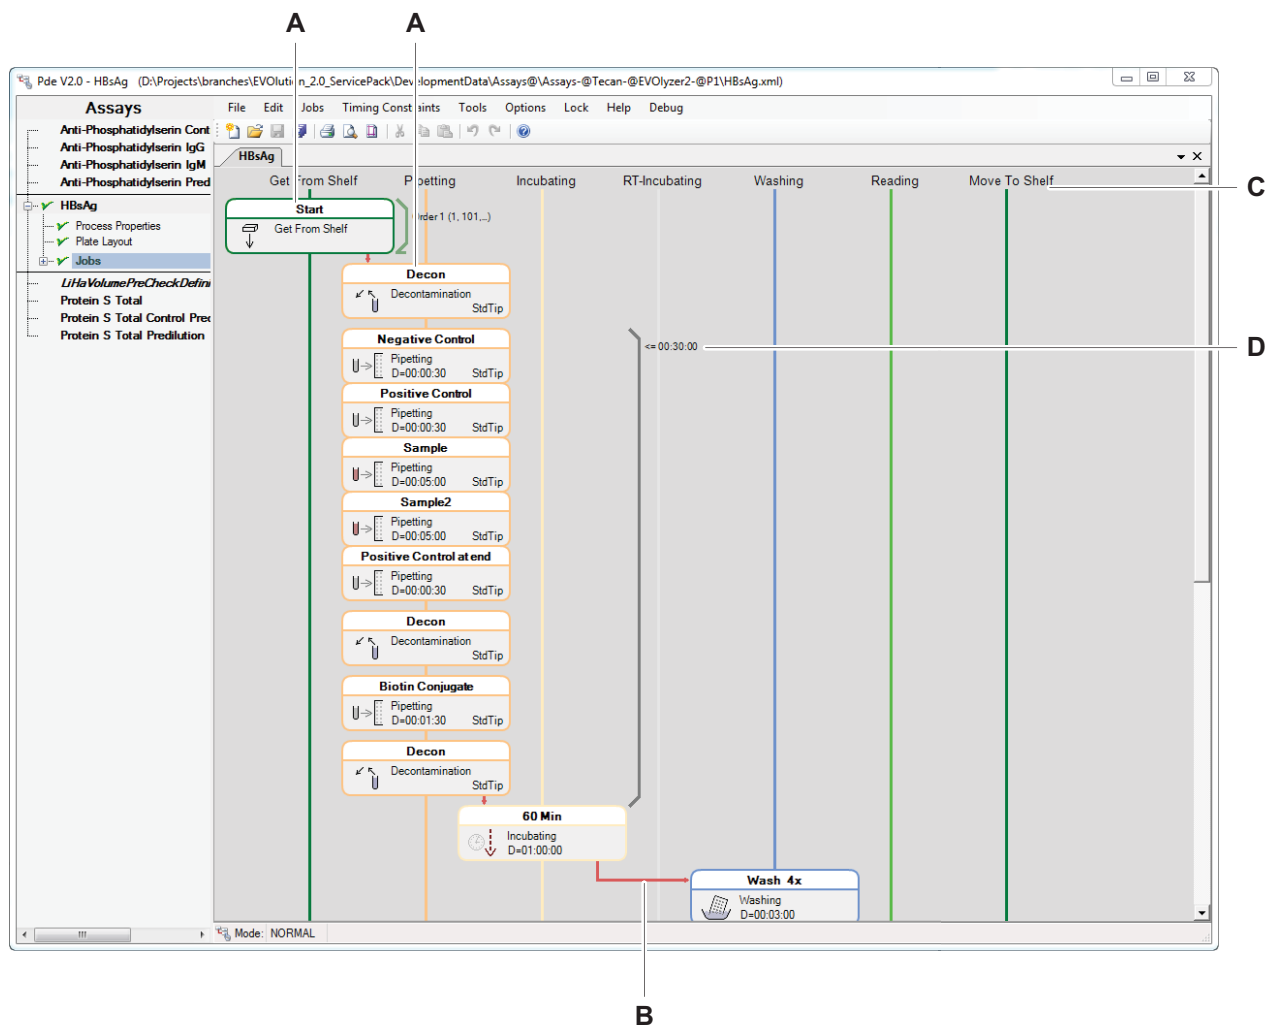 A A
Pde V2.0 - HBsAg (D:\Projects\branches\EVOlution_2.0_ServicePack\DevelopmentData\Assays@\Assays-@Tecan-@EVOlyzer2-@P1\HBsAg.xml)
Assays
File Edit Jobs Timing Constraints Tools Options Lock Help Debug
Anti-Phosphatidylserin Cont
Anti-Phosphatidylserin IgG
Anti-Phosphatidylserin IgM
Anti-Phosphatidylserin Pred
HBsAg
Process Properties
Plate Layout
Jobs
LiHaVolumePreCheckDefini
Protein S Total
Protein S Total Control Prec
Protein S Total Predilution
HBsAg
Get From Shelf Pipetting Incubating RT-Incubating Washing Reading Move To Shelf
C
Start
Get From Shelf
Order 1 (1, 101,...)
Decon
Decontamination
StdTip
Negative Control
Pipetting
D=00:00:30 StdTip
<= 00:30:00
D
Positive Control
Pipetting
D=00:00:30 StdTip
Sample
Pipetting
D=00:05:00 StdTip
Sample2
Pipetting
D=00:05:00 StdTip
Positive Control at end
Pipetting
D=00:00:30 StdTip
Decon
Decontamination
StdTip
Biotin Conjugate
Pipetting
D=00:01:30 StdTip
Decon
Decontamination
StdTip
60 Min
Incubating
D=01:00:00
Wash 4x
Washing
D=00:03:00
Mode: NORMAL
B